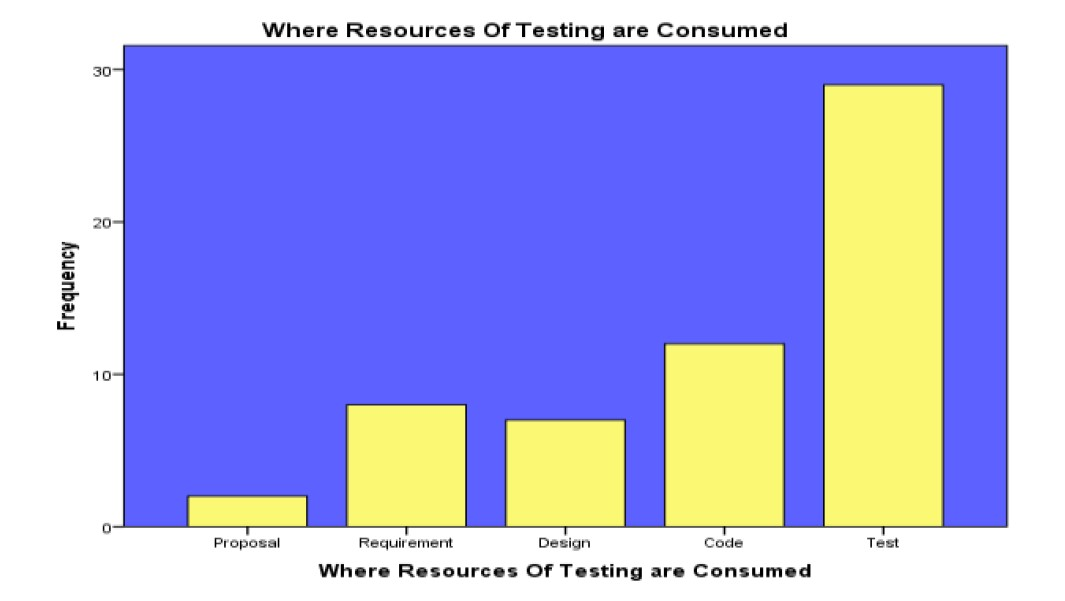 Where Resources Of Testing are Consumed
30
20
10
0
Frequency
Proposal Requirement Design Code Test
Where Resources Of Testing are Consumed